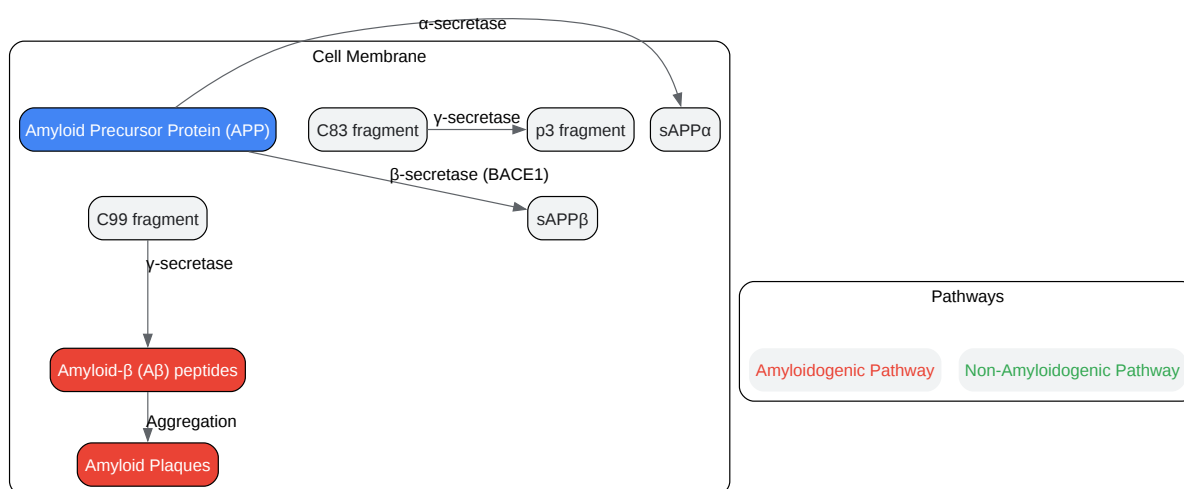 α-secretase
Cell Membrane
Amyloid Precursor Protein (APP)
C83 fragment
γ-secretase
p3 fragment
sAPPα
β-secretase (BACE1)
C99 fragment
sAPPβ
γ-secretase
Pathways
Amyloid-β (Aβ) peptides
Amyloidogenic Pathway
Non-Amyloidogenic Pathway
Aggregation
Amyloid Plaques